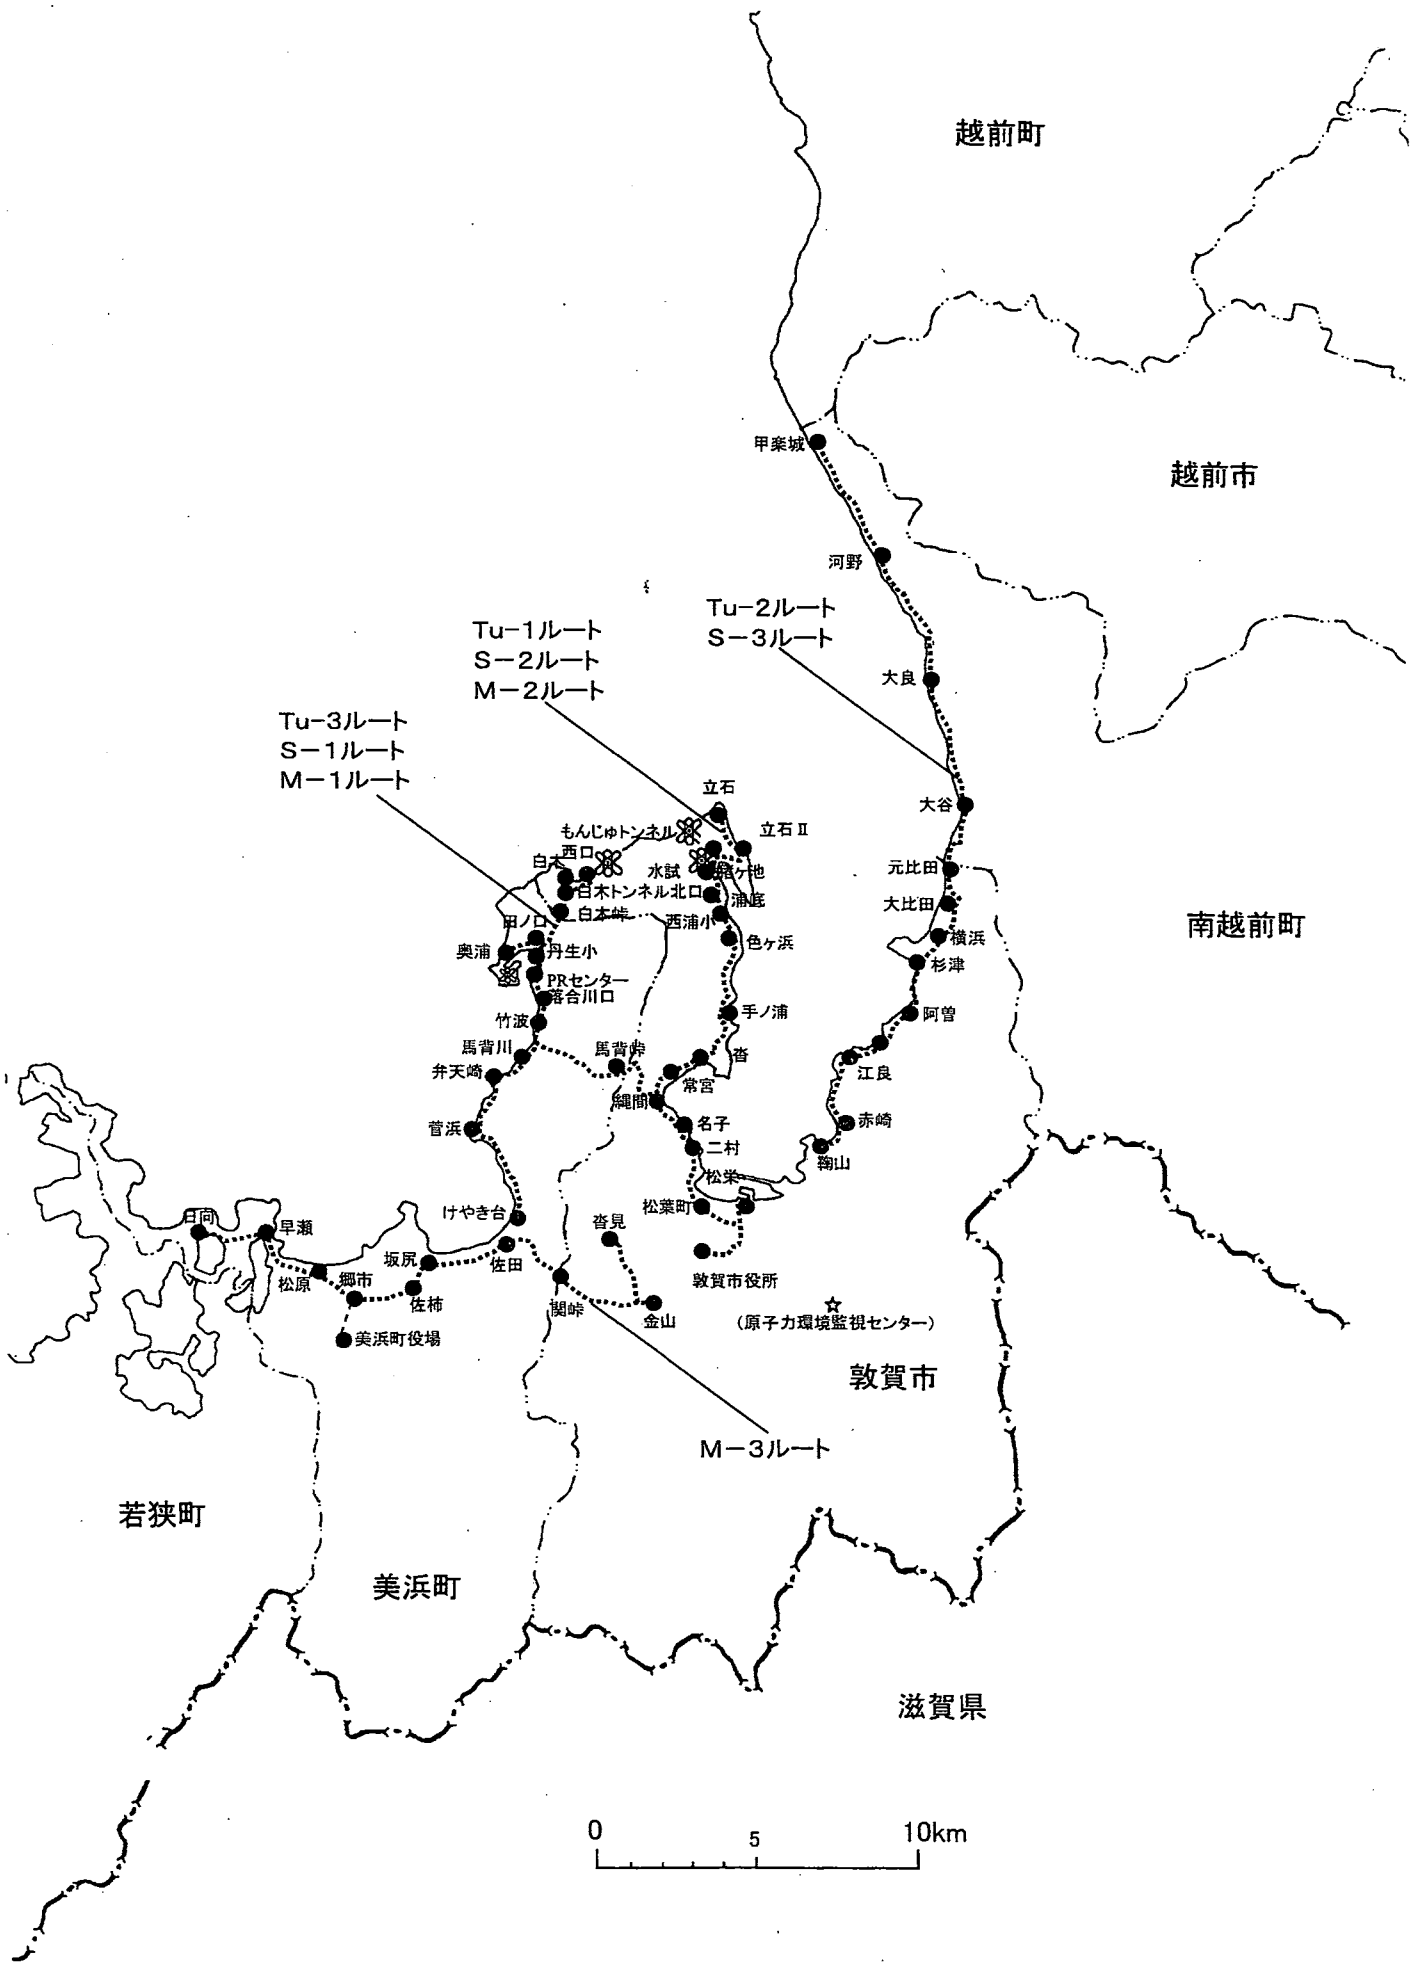 越前町
甲楽城
越前市
河野
Tu-2ルート
S-3ルート
Tu-1ルート
S-2ルート
M-2ルート
大良
Tu-3ルート
S-1ルート
M-1ルート
立石
大谷
もんじゅトンネル
立石Ⅱ
西口
白木
水試
猪ヶ池
元比田
白木トンネル北口
浦底
大比田
白木峠
西浦小
南越前町
田ノ口
色ヶ浜
横浜
奥浦
丹生小
杉津
PRセンター
落合川口
手ノ浦
阿曽
竹波
馬背川
馬背峠
沓
弁天崎
常宮
江良
縄間
菅浜
名子
赤崎
二村
鞠山
松栄
けやき台
松葉町
日向
早瀬
沓見
坂尻
佐田
敦賀市役所
松原
郷市
佐柿
関峠
金山
(原子力環境監視センター)
美浜町役場
敦賀市
M-3ルート
若狭町
美浜町
滋賀県
0
5
10km